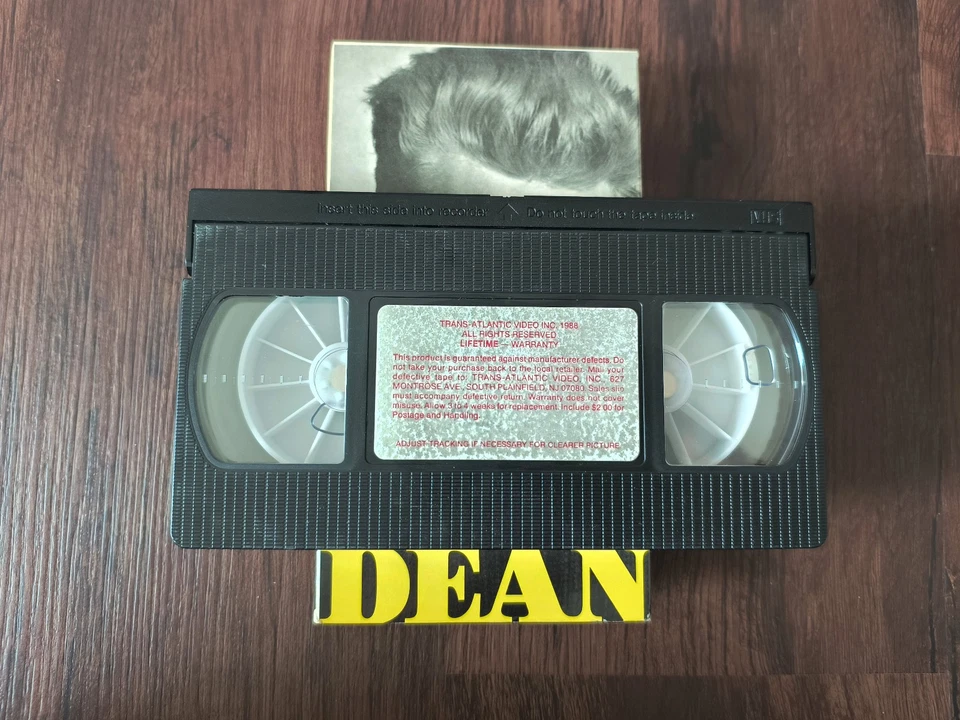 Insert this side into recorder Do not touch the tape inside VHS
TRANS-ATLANTIC VIDEO INC. 1988
ALL RIGHTS RESERVED
LIFETIME — WARRANTY
This product is guaranteed against manufacturer defects. Do
not take your purchase back to the local retailer. Mail your
defective tape to: TRANS-ATLANTIC VIDEO, INC., 627
MONTROSE AVE., SOUTH PLAINFIELD, NJ 07080. Sales slip
must accompany defective return. Warranty does not cover
misuse. Allow 3 to 4 weeks for replacement. Include $2.00 for
Postage and Handling.
ADJUST TRACKING IF NECESSARY FOR CLEARER PICTURE
DEAN